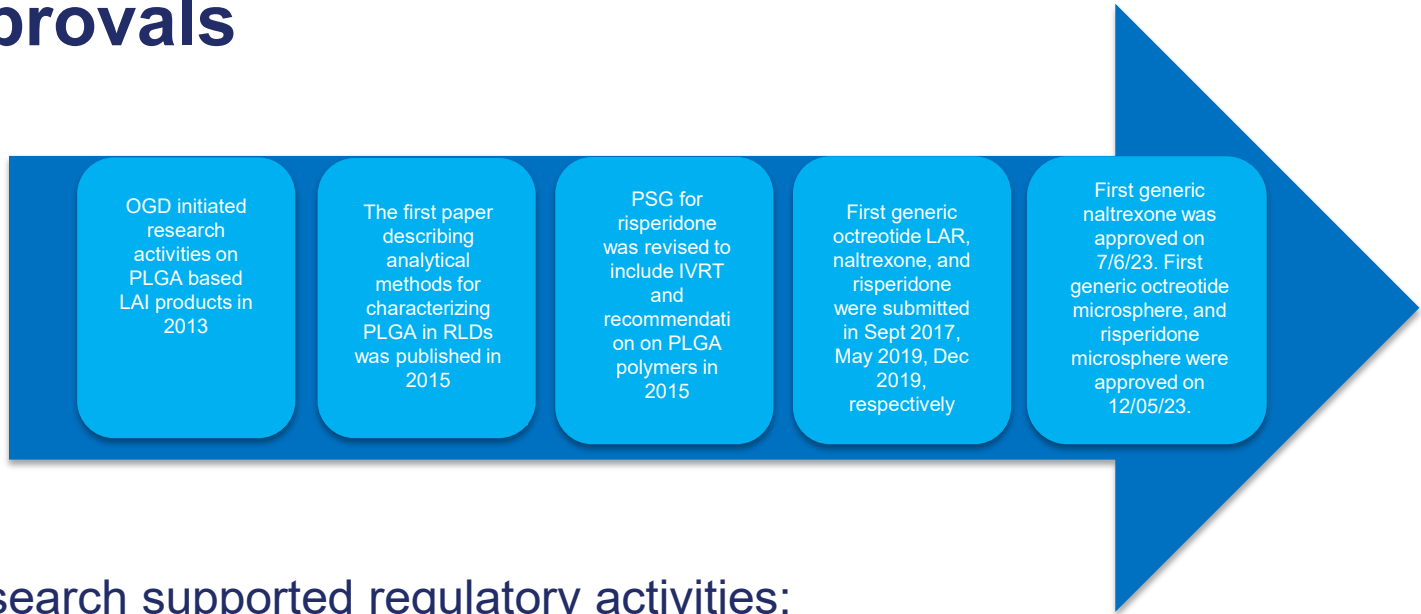 provals
OGD initiated
research
activities on
PLGA based
LAI products in
2013
The first paper
describing
analytical
methods for
characterizing
PLGA in RLDs
was published in
2015
PSG for
risperidone
was revised to
include IVRT
and
recommendati
on on PLGA
polymers in
2015
First generic
octreotide LAR,
naltrexone, and
risperidone
were submitted
in Sept 2017,
May 2019, Dec
2019,
respectively
First generic
naltrexone was
approved on
7/6/23. First
generic octreotide
microsphere, and
risperidone
microsphere were
approved on
12/05/23.
search supported regulatory activities: